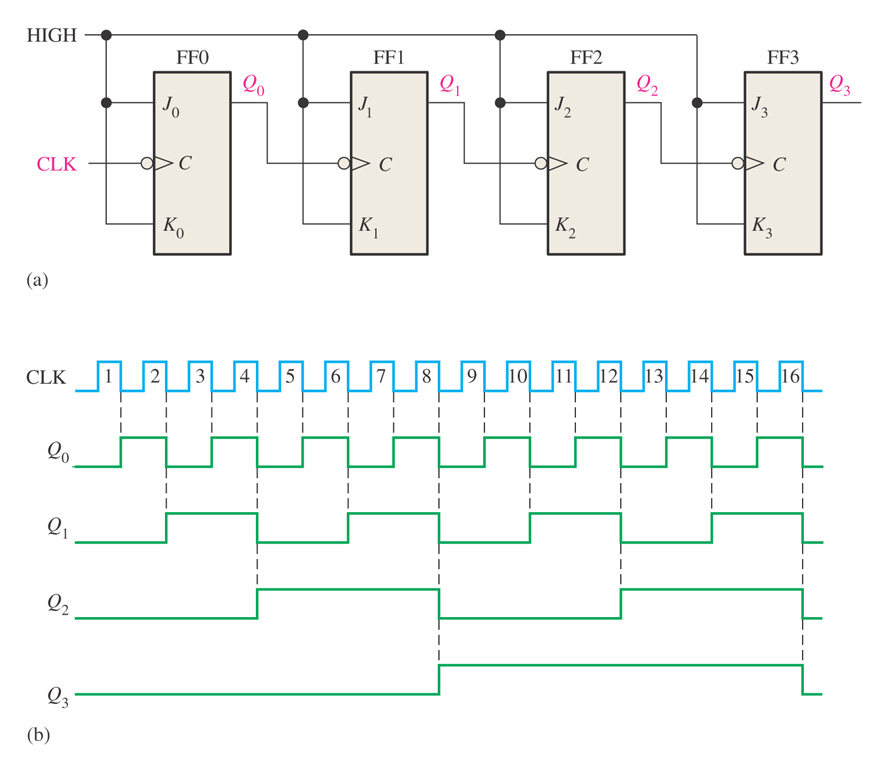 HIGH
FF0 FF1 FF2 FF3
Q0 Q1 Q2 Q3
J0 J1 J2 J3
CLK C C C C
K0 K1 K2 K3
(a)
CLK 1 2 3 4 5 6 7 8 9 10 11 12 13 14 15 16
Q0
Q1
Q2
Q3
(b)